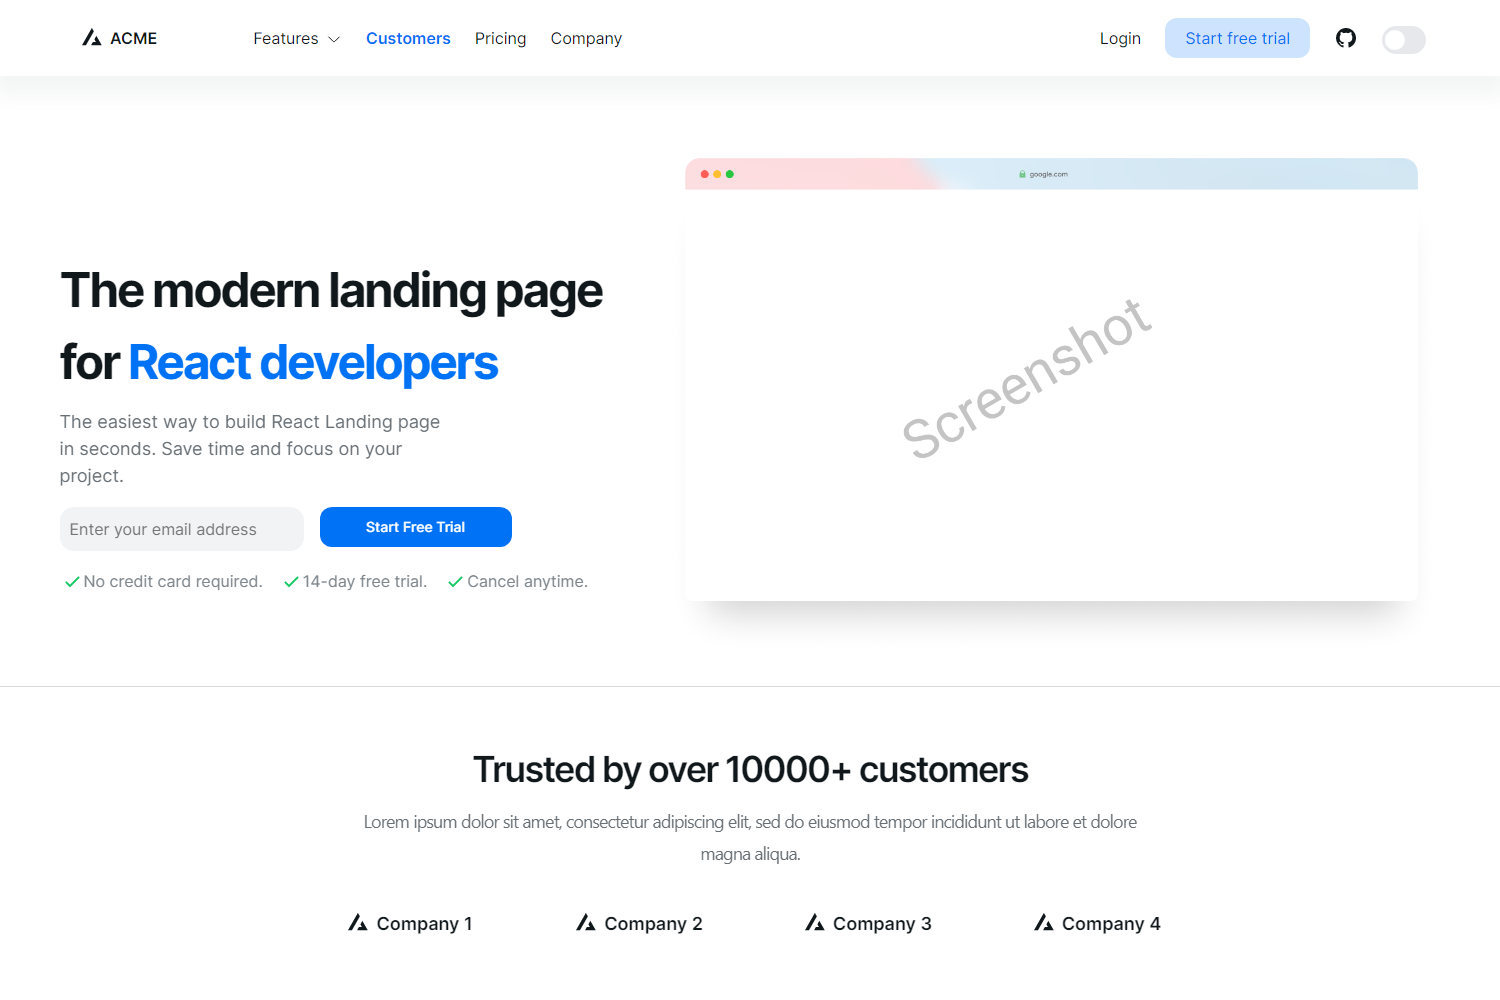 ACME
Features
Customers
Pricing
Company
Login
Start free trial
google.com
Screenshot
The modern landing page
for React developers
The easiest way to build React Landing page
in seconds. Save time and focus on your
project.
Enter your email address
Start Free Trial
No credit card required.
14-day free trial.
Cancel anytime.
Trusted by over 10000+ customers
Lorem ipsum dolor sit amet, consectetur adipiscing elit, sed do eiusmod tempor incididunt ut labore et dolore
magna aliqua.
Company 1
Company 2
Company 3
Company 4